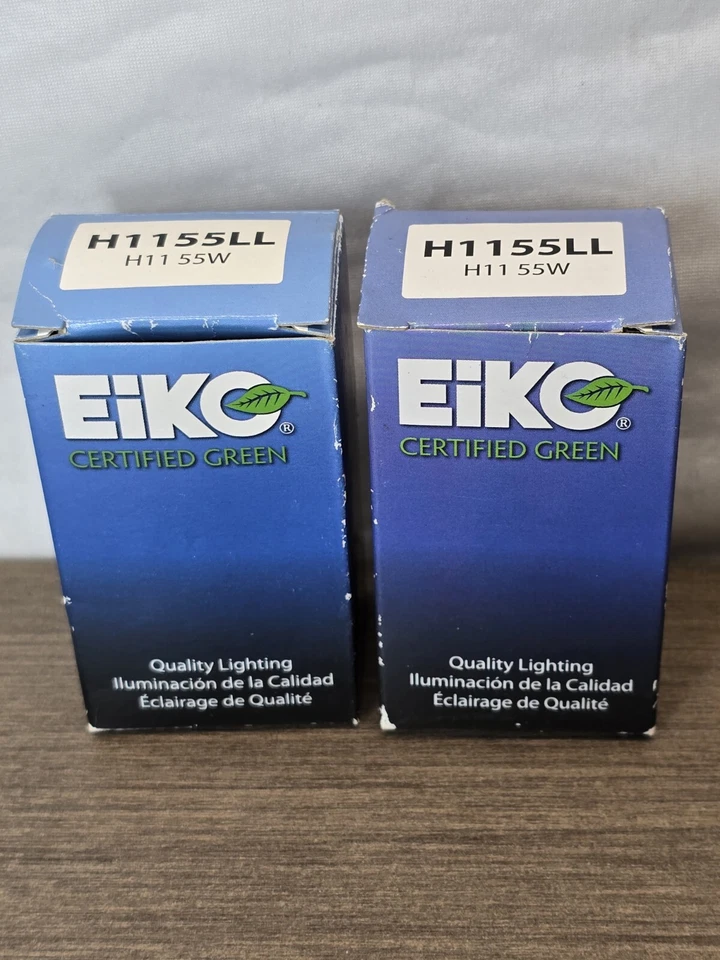 H1155LL
H11 55W
EiKO®
CERTIFIED GREEN
Quality Lighting
Iluminación de la Calidad
Éclairage de Qualité
H1155LL
H11 55W
EiKO®
CERTIFIED GREEN
Quality Lighting
Iluminación de la Calidad
Éclairage de Qualité